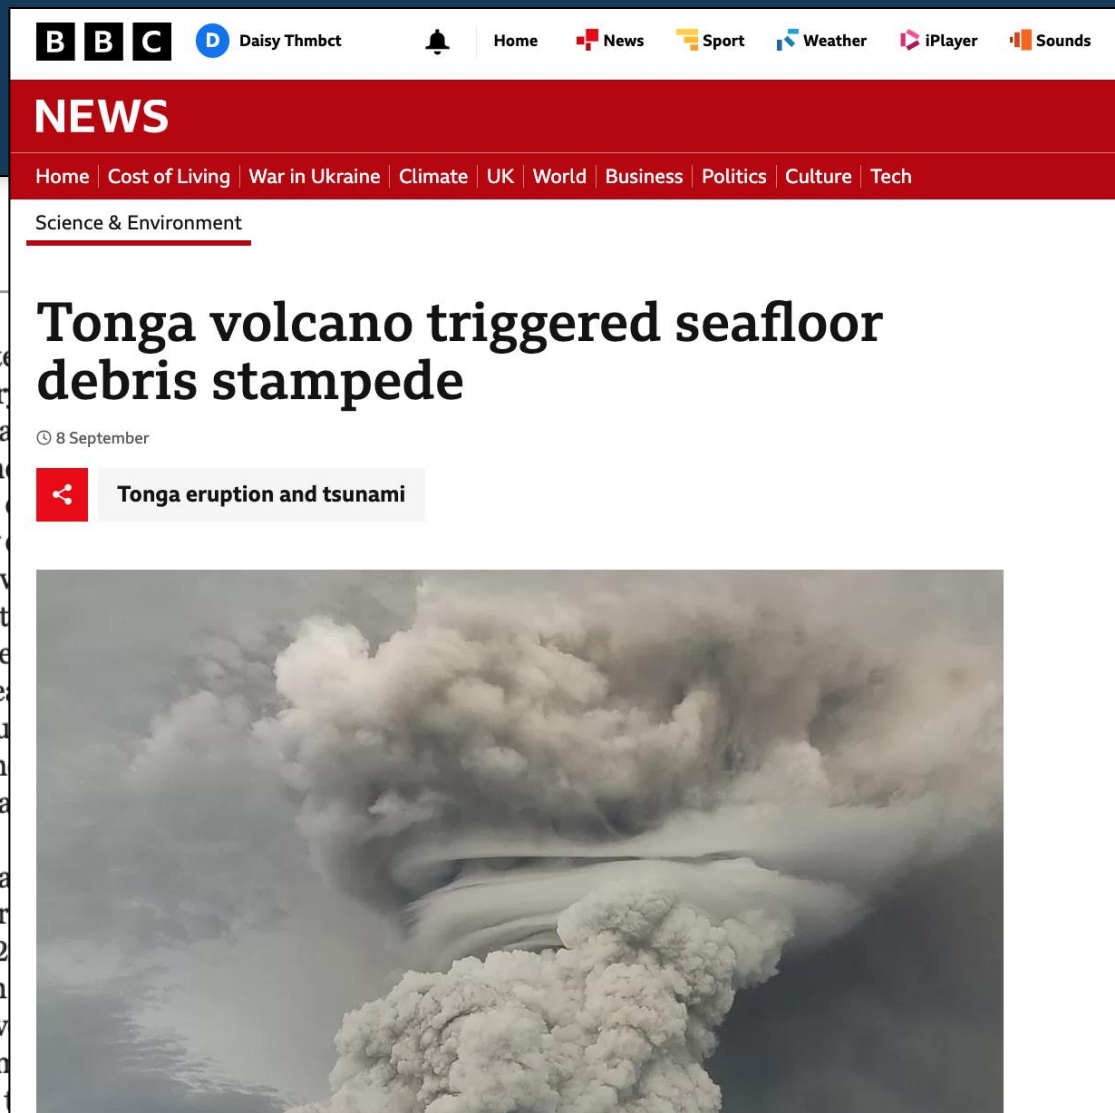 BBC D Daisy Thmbct Home News Sport Weather iPlayer Sounds
NEWS
Home Cost of Living War in Ukraine Climate UK World Business Politics Culture Tech
Science & Environment
Tonga volcano triggered seafloor
debris stampede
8 September
Tonga eruption and tsunami